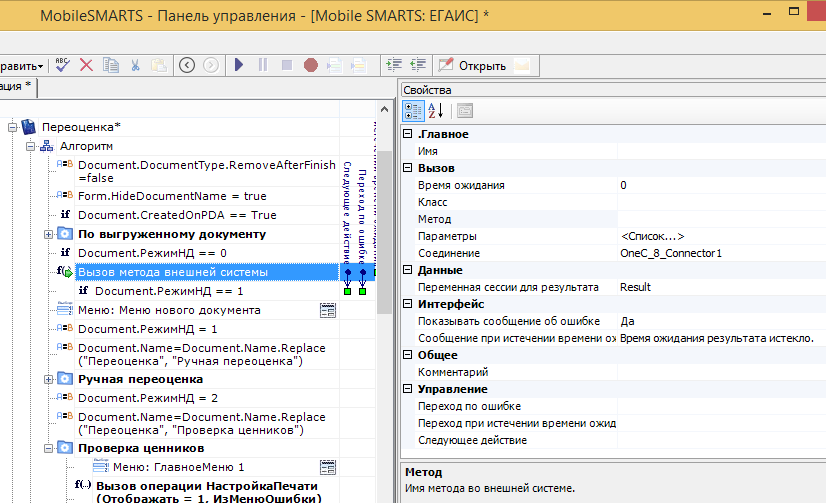 MobileSMARTS - Панель управления - [Mobile SMARTS: ЕГАИС] *
равить
ABC
Открыть
ация *
Свойства
Переоценка*
Алгоритм
Document.DocumentType.RemoveAfterFinish
=false
Form.HideDocumentName = true
if Document.CreatedOnPDA == True
По выгруженному документу
if Document.РежимНД == 0
f() Вызов метода внешней системы
if Document.РежимНД == 1
Меню: Меню нового документа
Document.РежимНД = 1
Document.Name=Document.Name.Replace
("Переоценка", "Ручная переоценка")
Ручная переоценка
Document.РежимНД = 2
Document.Name=Document.Name.Replace
("Переоценка", "Проверка ценников")
Проверка ценников
Меню: ГлавноеМеню 1
f(..) Вызов операции НастройкаПечати
(Отображать = 1, ИзМенюОшибки)
Следующее действие
Переход по ошибке
A
Z
.Главное
Имя
Вызов
Время ожидания 0
Класс
Метод
Параметры <Список...>
Соединение OneC_8_Connector1
Данные
Переменная сессии для результата Result
Интерфейс
Показывать сообщение об ошибке Да
Сообщение при истечении времени ож Время ожидания результата истекло.
Общее
Комментарий
Управление
Переход по ошибке
Переход при истечении времени ожид
Следующее действие
Метод
Имя метода во внешней системе.